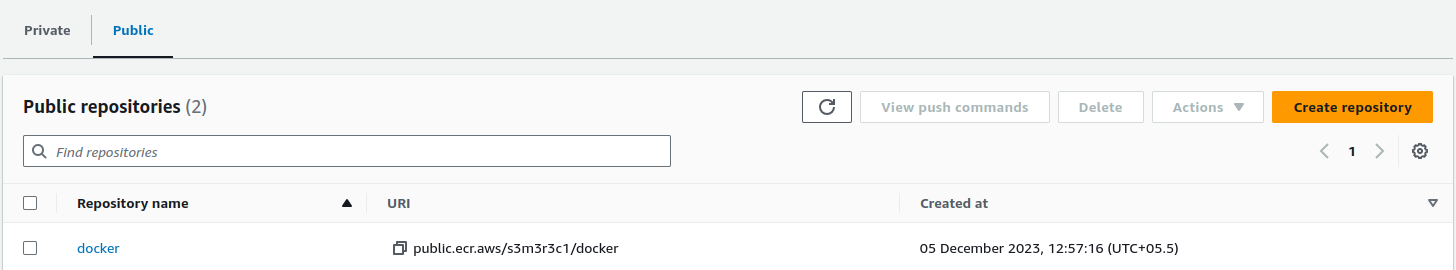 Private Public
Public repositories (2) View push commands Delete Actions Create repository
Find repositories 1
Repository name URI Created at
docker public.ecr.aws/s3m3r3c1/docker 05 December 2023, 12:57:16 (UTC+05.5)